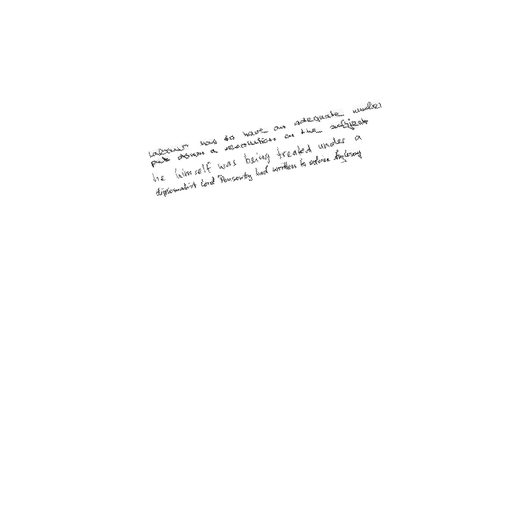 Labour was to have an adequate number
put down a resolution on the subject
he himself was being treated under a
diplomatist Lord Ponsonby had written to advise